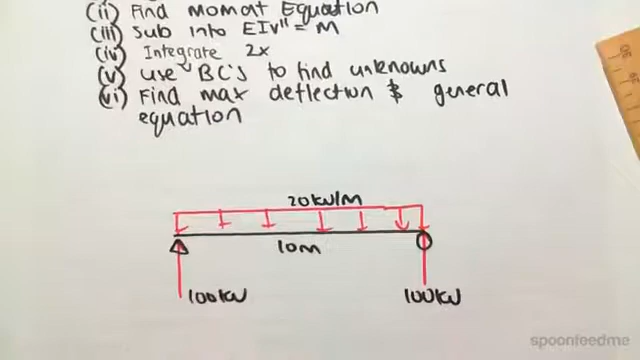 (ii) Find Moment Equation
(iii) Sub into EIv'' = M
(iv) Integrate 2x
(v) use BC's to find unknowns
(vi) Find max deflection & general
equation
20kN/M
10M
100kN
100kN
spoonfeedme